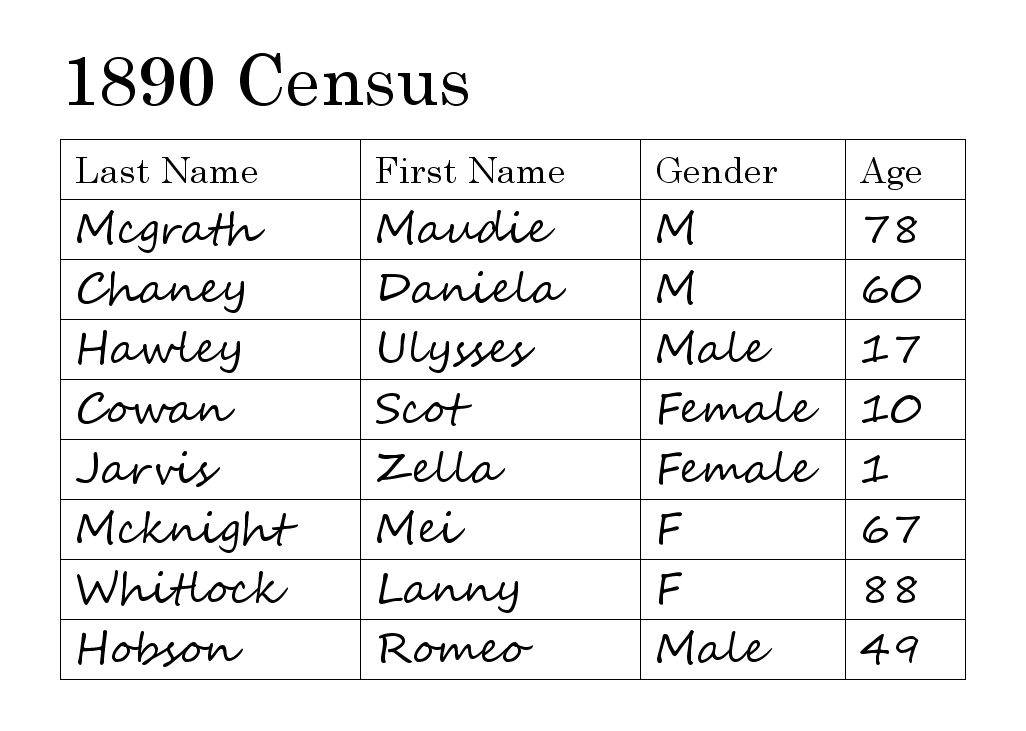 1890 Census
Last Name First Name Gender Age
Mcgrath Maudie M 78
Chaney Daniela M 60
Hawley Ulysses Male 17
Cowan Scot Female 10
Jarvis Zella Female 1
Mcknight Mei F 67
Whitlock Lanny F 88
Hobson Romeo Male 49